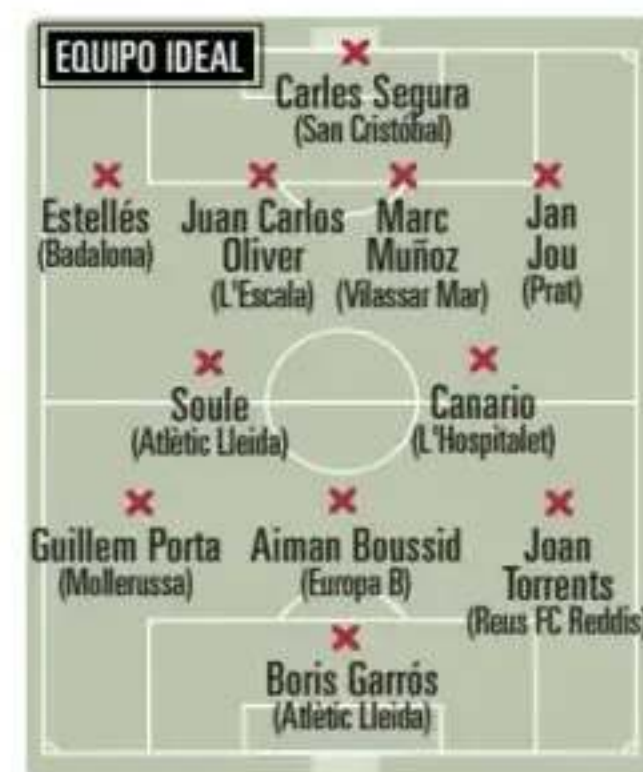 EQUIPO IDEAL
Carles Segura
(San Cristóbal)
Estellés
(Badalona)
Juan Carlos
Oliver
(L'Escala)
Marc
Muñoz
(Vilassar Mar)
Jan
Jou
(Prat)
Soule
(Atlètic Lleida)
Canario
(L'Hospitalet)
Guillem Porta
(Mollerussa)
Aiman Boussid
(Europa B)
Joan
Torrents
(Reus FC Reddis)
Boris Garrós
(Atlètic Lleida)